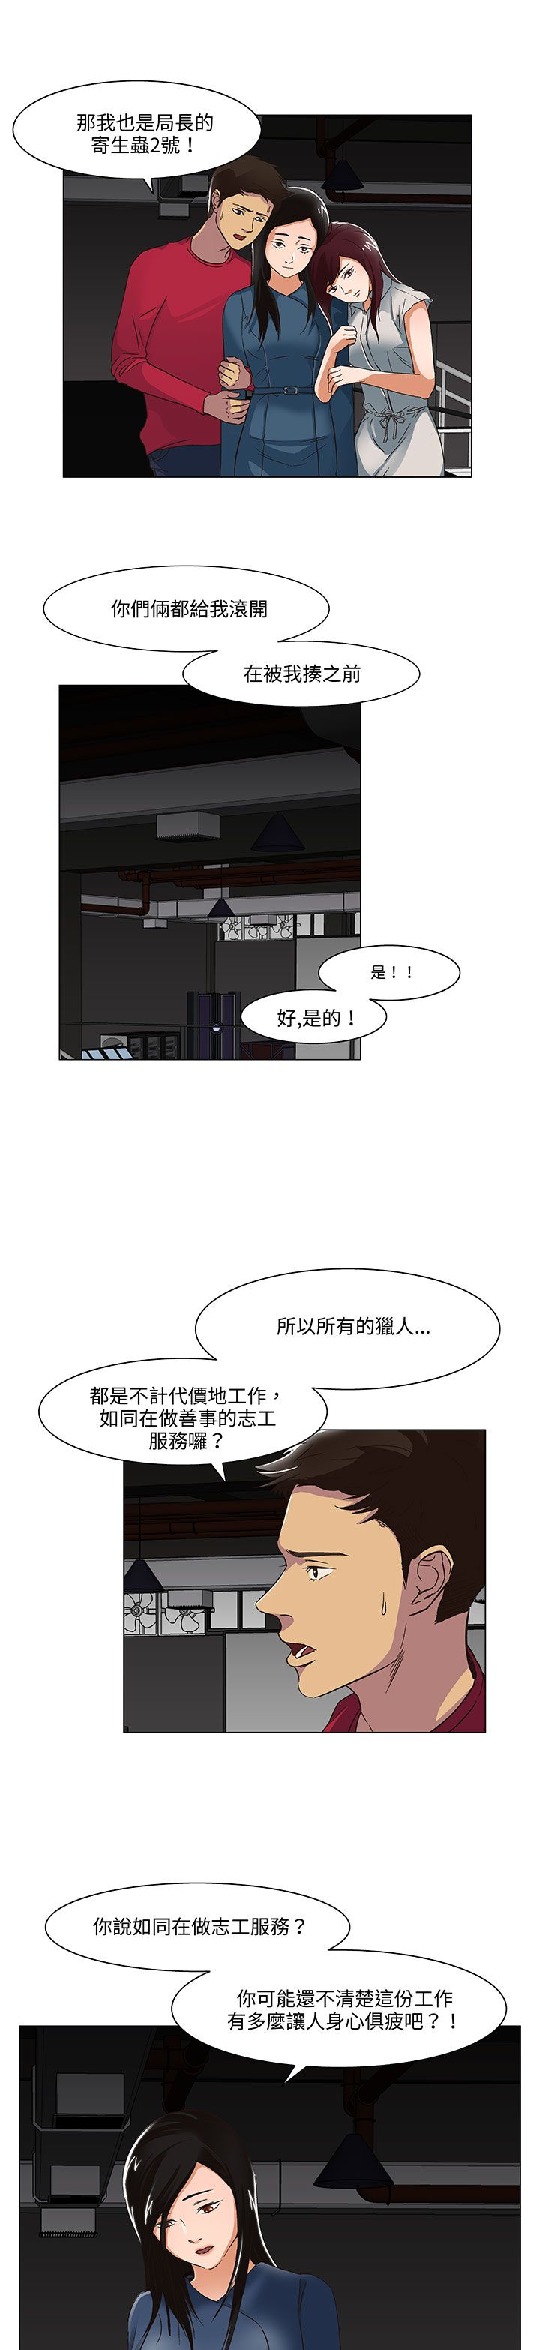 那我也是局長的
寄生蟲2號！
你們倆都給我滾開
在被我揍之前
是！！
好,是的！
所以所有的獵人...
都是不計代價地工作，
如同在做善事的志工
服務囉？
你說如同在做志工服務？
你可能還不清楚這份工作
有多麼讓人身心俱疲吧？！